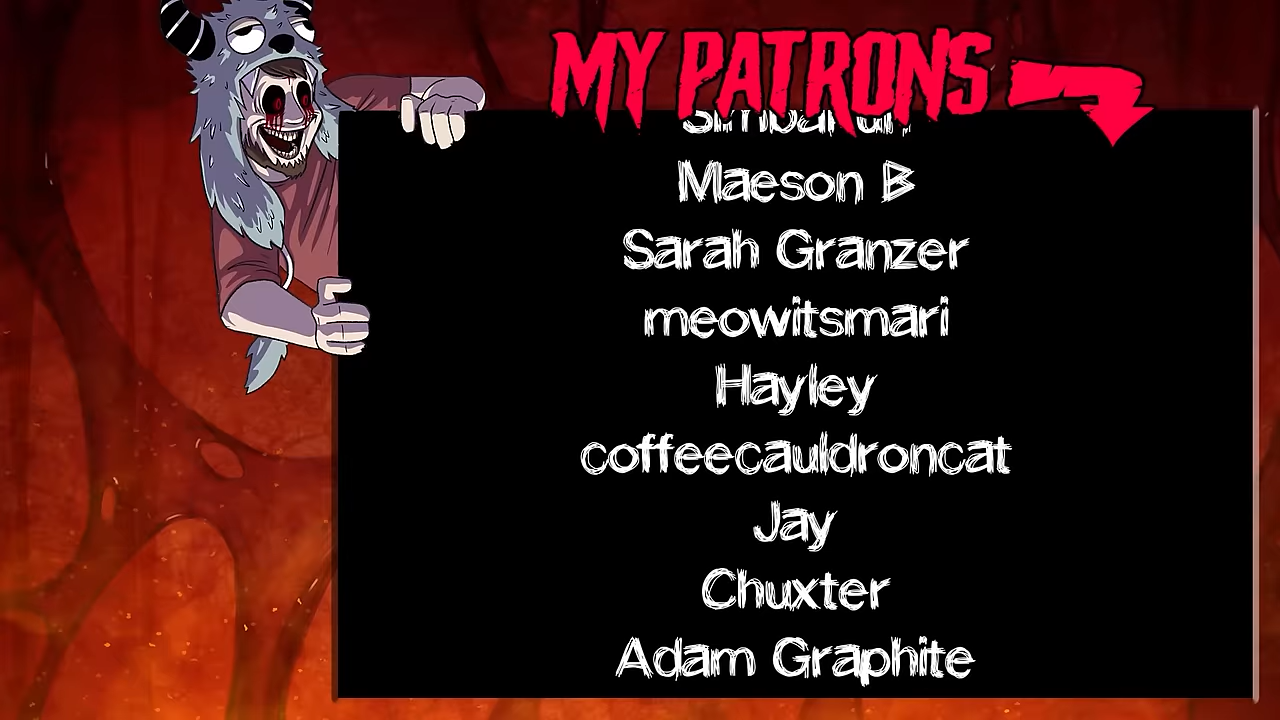 MY PATRONS
Maeson B
Sarah Granzer
meowitsmari
Hayley
coffeecauldroncat
Jay
Chuxter
Adam Graphite